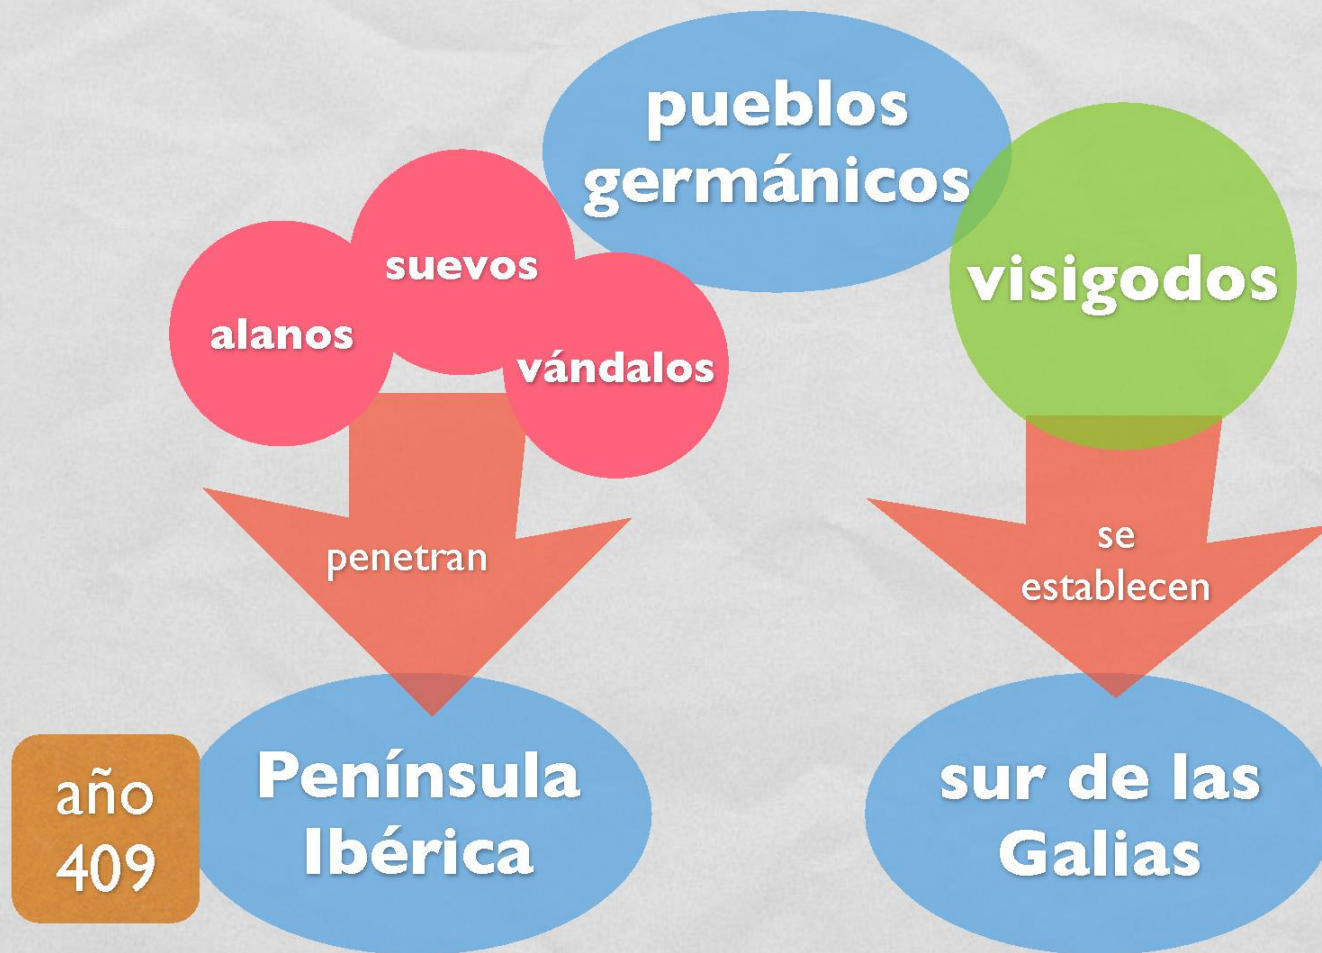 pueblos
germánicos
visigodos
suevos
alanos
vándalos
penetran
se
establecen
año
409
Península
Ibérica
sur de las
Galias